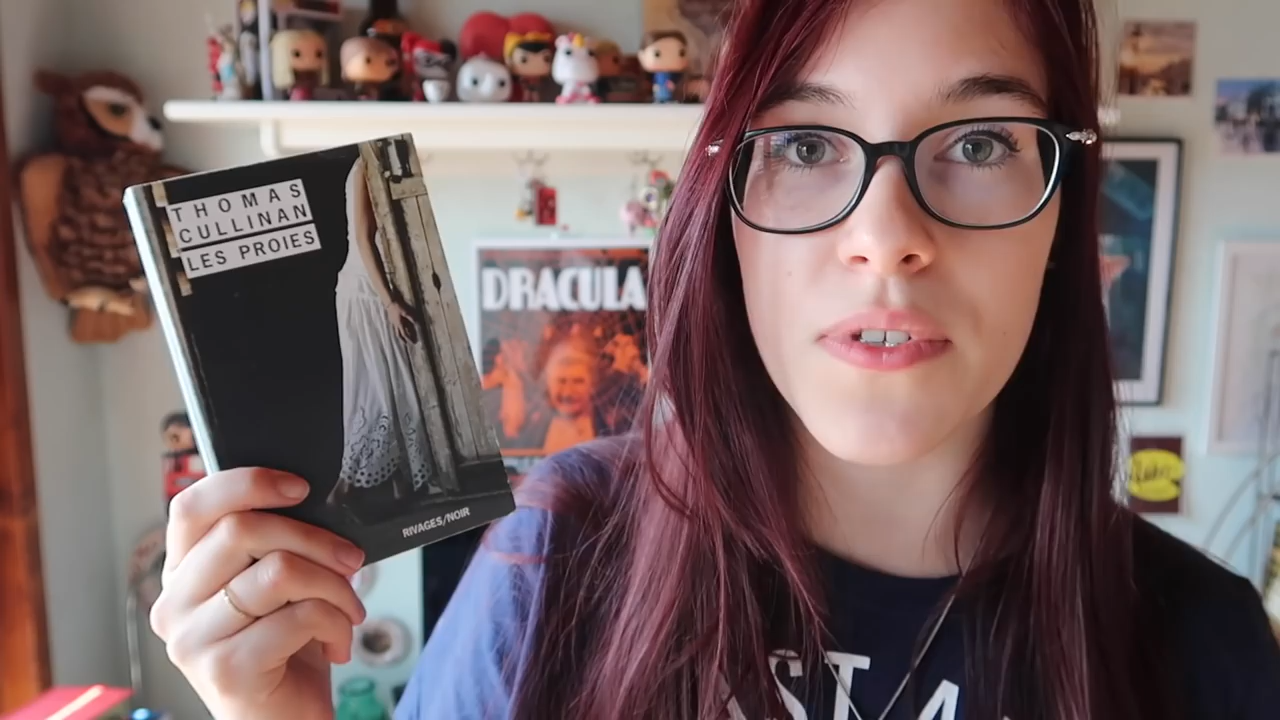 THOMAS
CULLINAN
LES PROIES
RIVAGES/NOIR
DRACULA